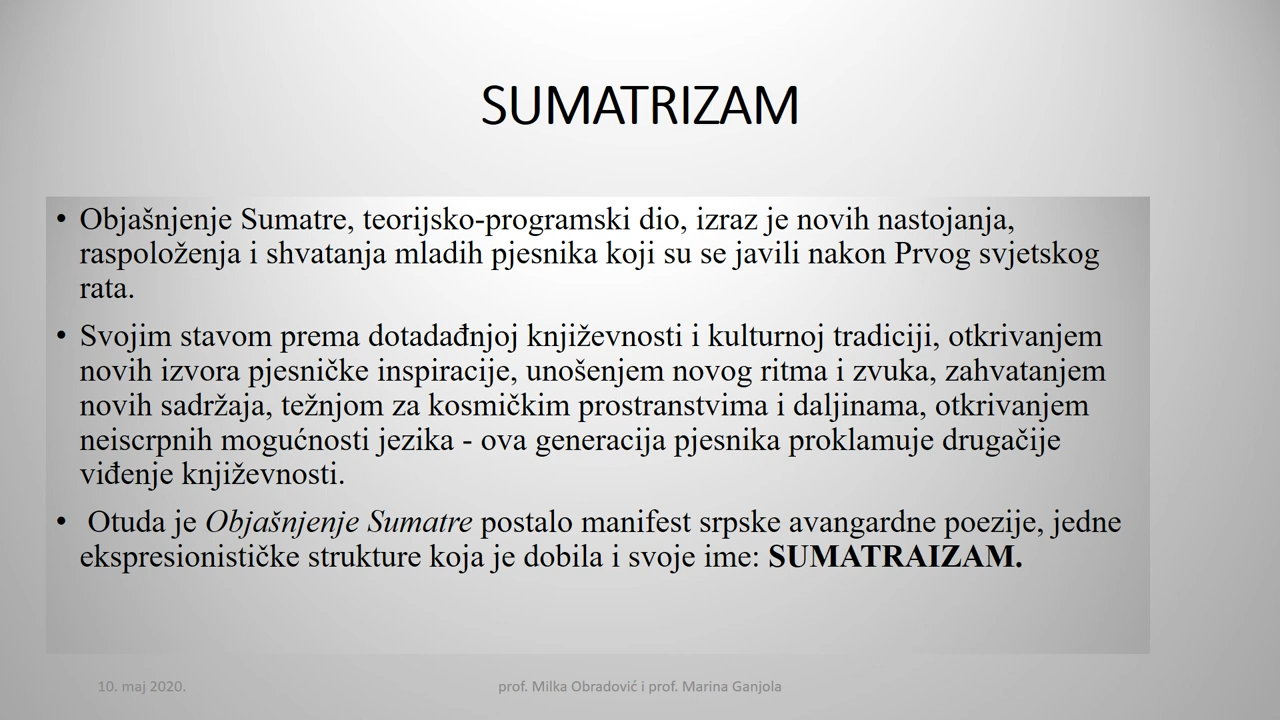 SUMATRIZAM
• Objašnjenje Sumatre, teorijsko-programski dio, izraz je novih nastojanja,
raspoloženja i shvatanja mladih pjesnika koji su se javili nakon Prvog svjetskog
rata.
• Svojim stavom prema dotadađnjoj književnosti i kulturnoj tradiciji, otkrivanjem
novih izvora pjesničke inspiracije, unošenjem novog ritma i zvuka, zahvatanjem
novih sadržaja, težnjom za kosmičkim prostranstvima i daljinama, otkrivanjem
neiscrpnih mogućnosti jezika - ova generacija pjesnika proklamuje drugačije
viđenje književnosti.
• Otuda je Objašnjenje Sumatre postalo manifest srpske avangardne poezije, jedne
ekspresionističke strukture koja je dobila i svoje ime: SUMATRAIZAM.
10. maj 2020.
prof. Milka Obradović i prof. Marina Ganjola